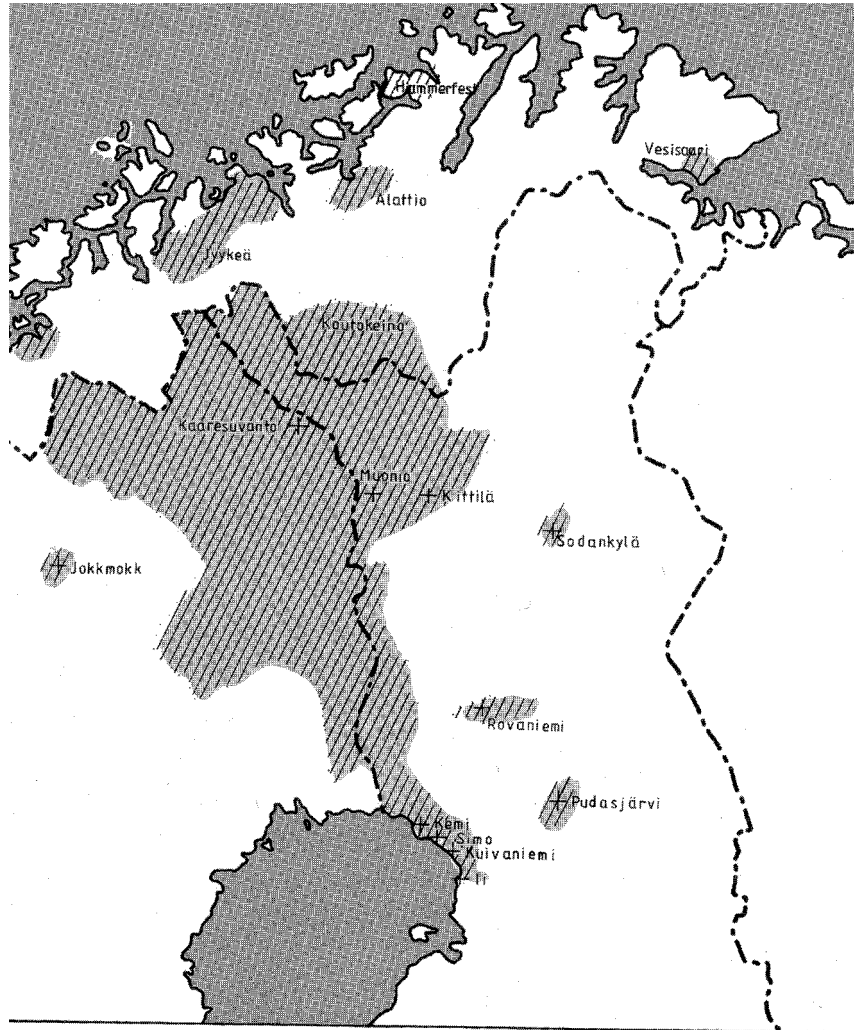 Hammerfest
Vesisaari
Alattio
Jyykeä
Koutokeino
Kaaresuvanto
Muonio
Kittilä
Sodankylä
Jokkmokk
Rovaniemi
Pudasjärvi
Kemi
Simo
Kuivaniemi
Ii